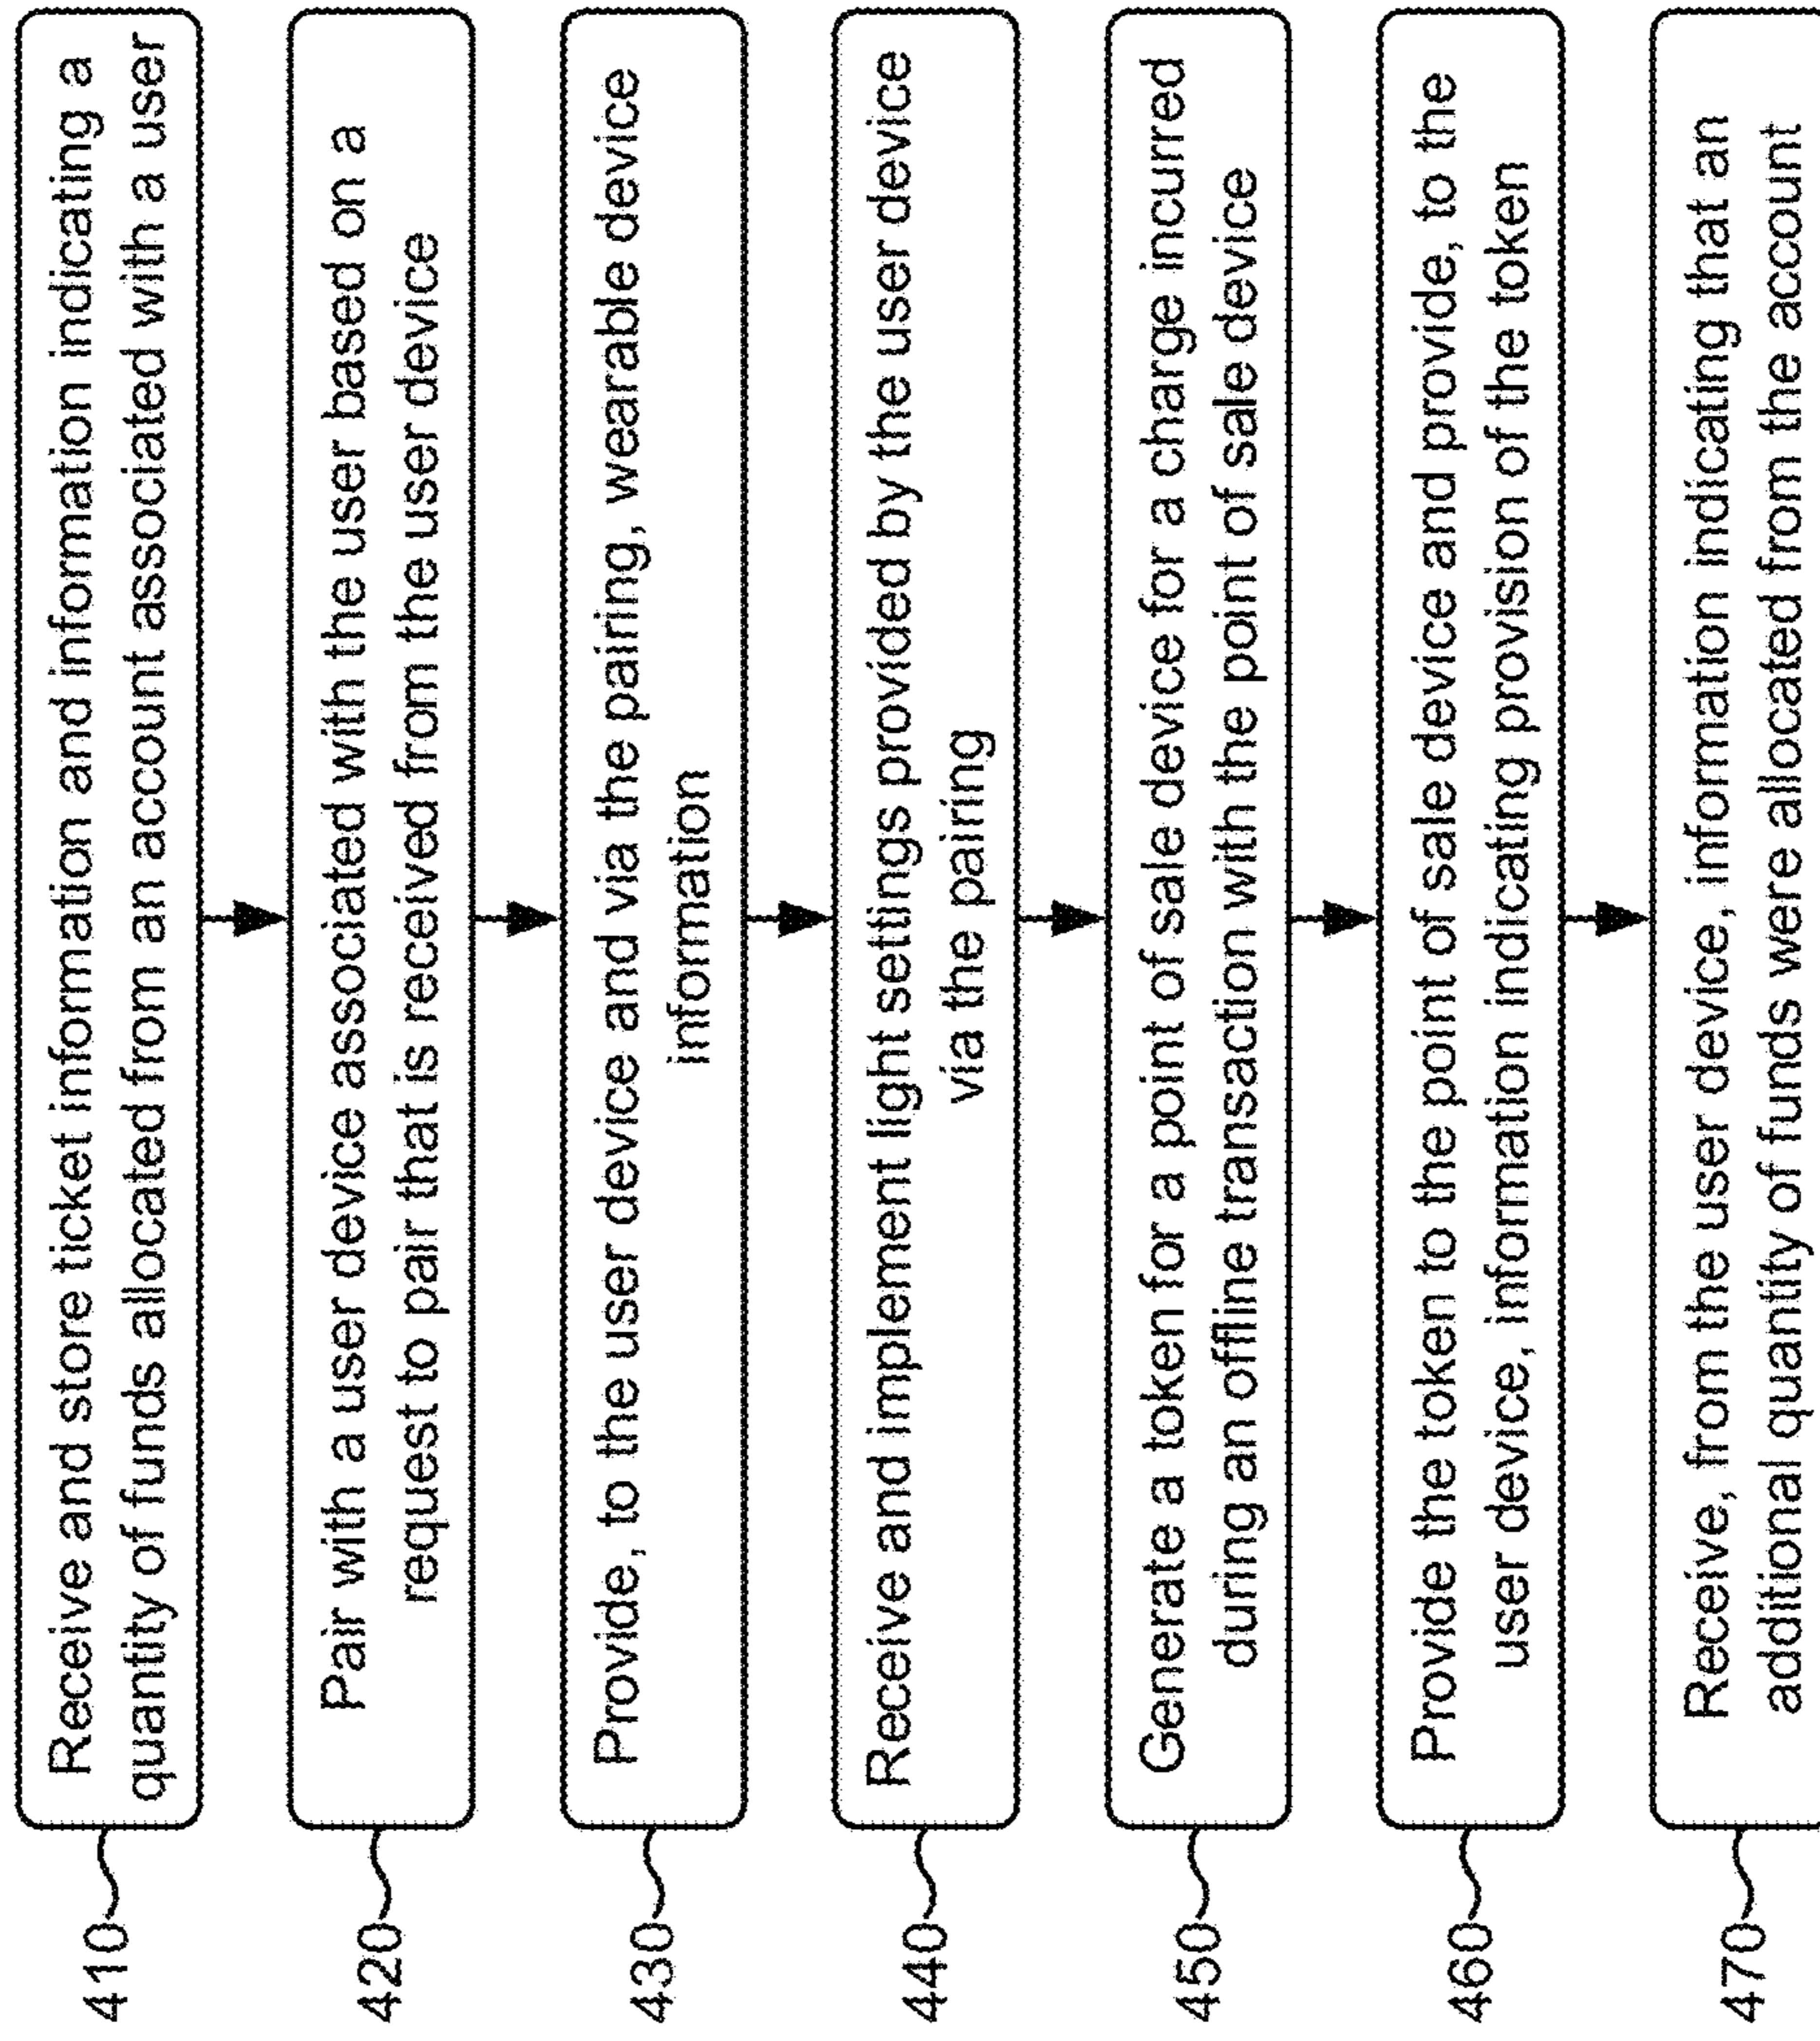 410
Receive and store ticket information and information indicating a
quantity of funds allocated from an account associated with a user
420
Pair with a user device associated with the user based on a
request to pair that is received from the user device
430
Provide, to the user device and via the pairing, wearable device
information
440
Receive and implement light settings provided by the user device
via the pairing
450
Generate a token for a point of sale device for a charge incurred
during an offline transaction with the point of sale device
460
Provide the token to the point of sale device and provide, to the
user device, information indicating provision of the token
470
Receive, from the user device, information indicating that an
additional quantity of funds were allocated from the account